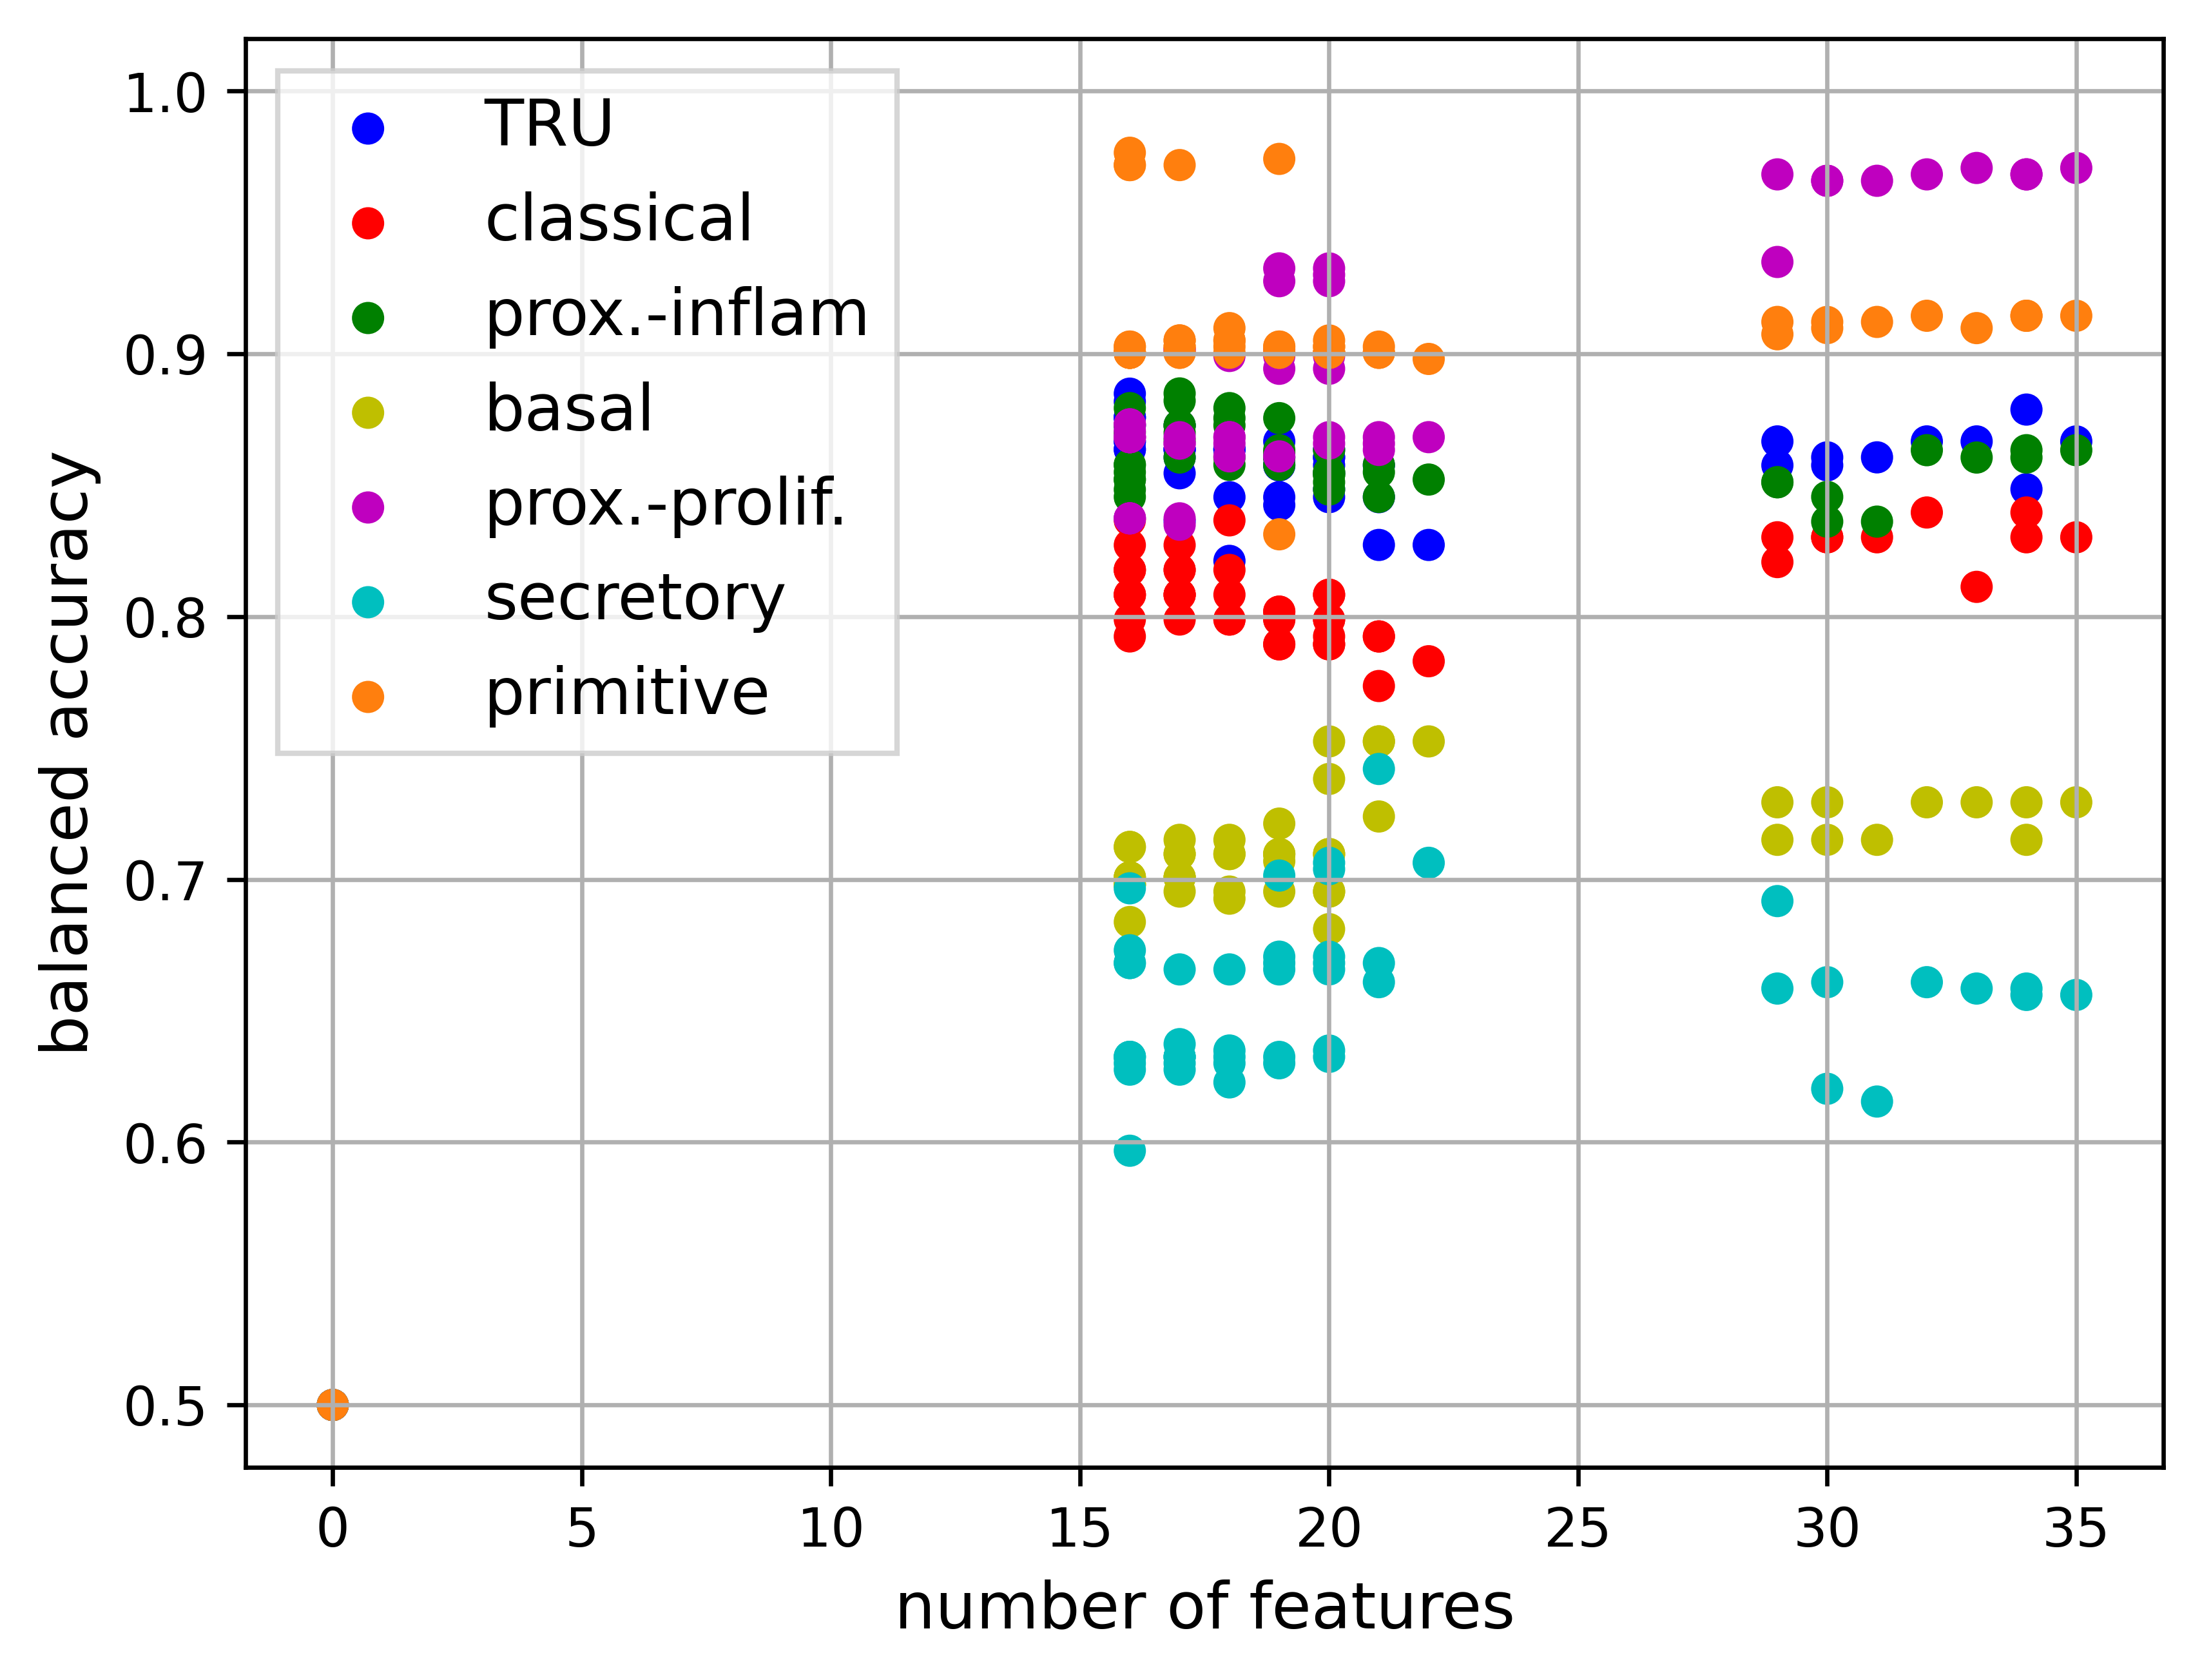 TRU
classical
prox.-inflam
basal
prox.-prolif.
secretory
primitive
1.0
0.9
0.8
0.7
0.6
0.5
balanced accuracy
0 5 10 15 20 25 30 35
number of features